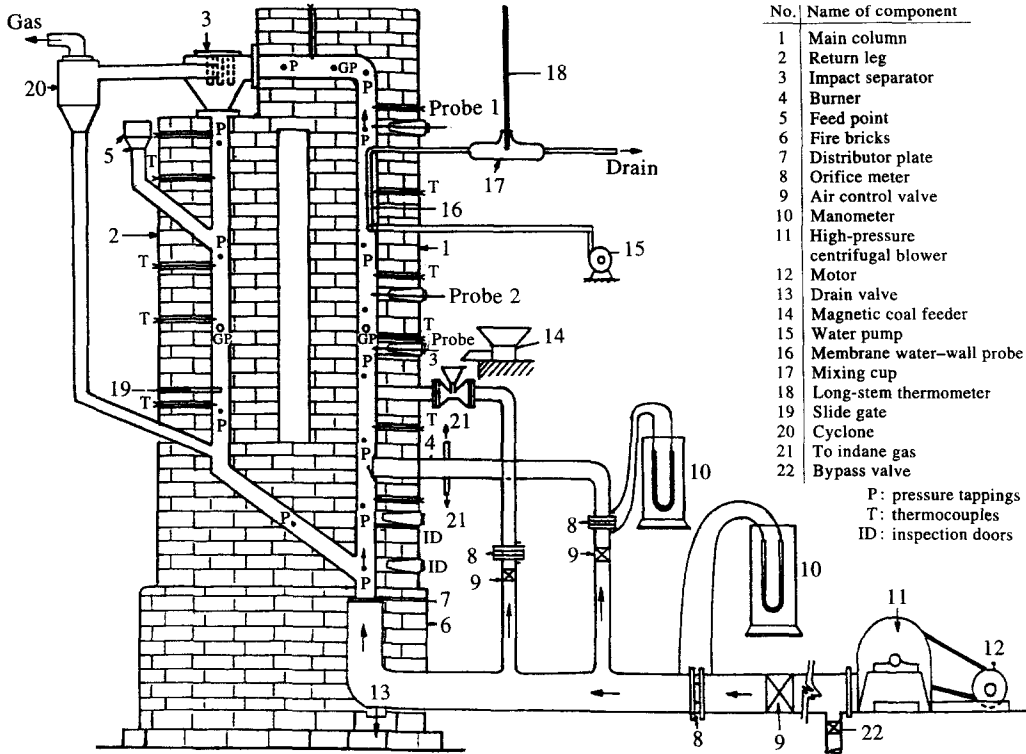 Gas
3
20
P
GP
P
Probe 1
18
P
P
5
T
Drain
17
T
T
16
2
P
P
1
15
T
T
Probe 2
T
T
14
GP
GP
Probe
3
P
19
T
P
T
21
4
P
10
21
P
P
ID
8
8
9
10
ID
9
P
7
6
11
12
13
8
9
22
No. Name of component
1 Main column
2 Return leg
3 Impact separator
4 Burner
5 Feed point
6 Fire bricks
7 Distributor plate
8 Orifice meter
9 Air control valve
10 Manometer
11 High-pressure
centrifugal blower
12 Motor
13 Drain valve
14 Magnetic coal feeder
15 Water pump
16 Membrane water–wall probe
17 Mixing cup
18 Long-stem thermometer
19 Slide gate
20 Cyclone
21 To indane gas
22 Bypass valve
P: pressure tappings
T: thermocouples
ID: inspection doors